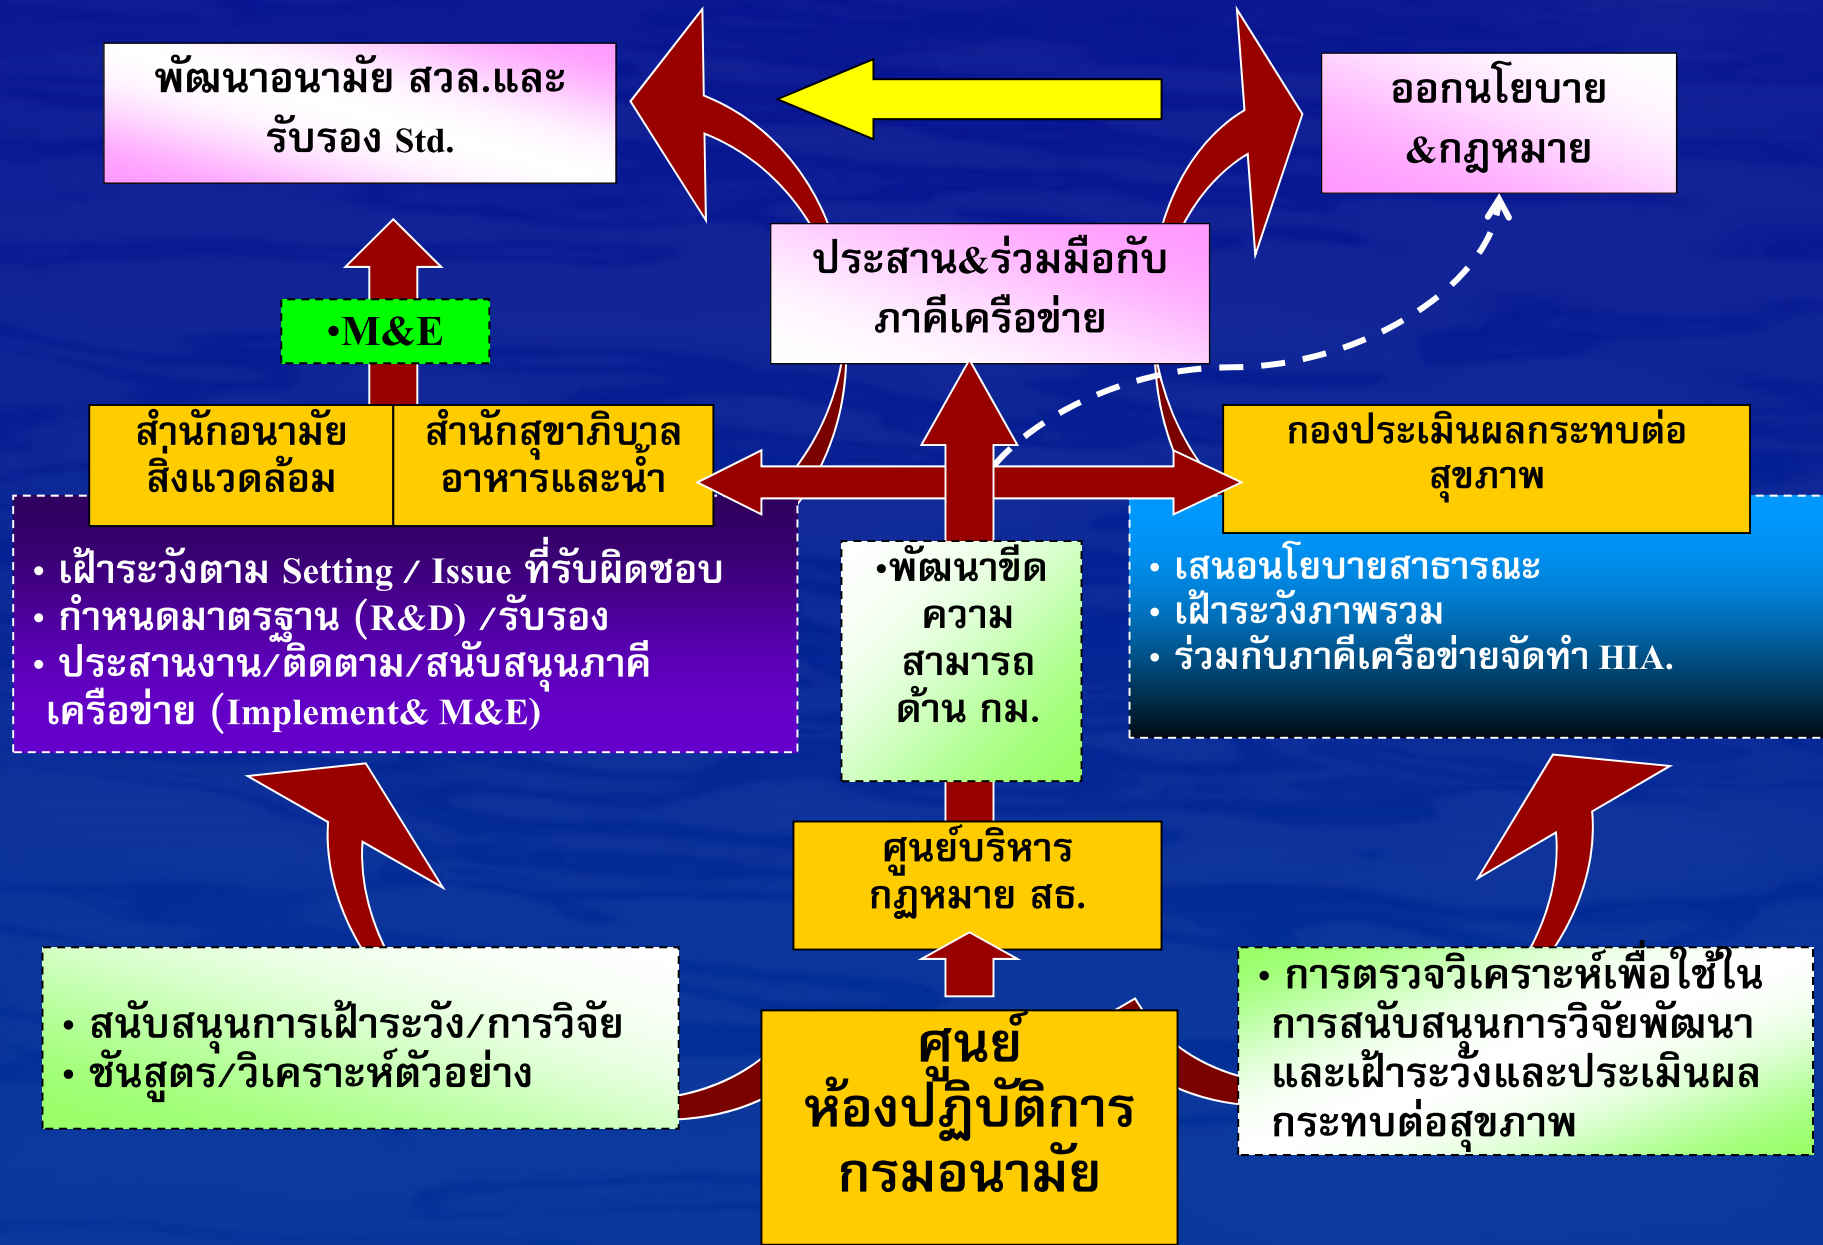 พัฒนาอนามัย สวล.และ
รับรอง Std.
ออกนโยบาย
&กฎหมาย
ประสาน&ร่วมมือกับ
ภาคีเครือข่าย
•M&E
สำนักอนามัย
สิ่งแวดล้อม
สำนักสุขาภิบาล
อาหารและน้ำ
กองประเมินผลกระทบต่อ
สุขภาพ
• เฝ้าระวังตาม Setting / Issue ที่รับผิดชอบ
• กำหนดมาตรฐาน (R&D) /รับรอง
• ประสานงาน/ติดตาม/สนับสนุนภาคี
เครือข่าย (Implement& M&E)
•พัฒนาขีด
ความ
สามารถ
ด้าน กม.
• เสนอนโยบายสาธารณะ
• เฝ้าระวังภาพรวม
• ร่วมกับภาคีเครือข่ายจัดทำ HIA.
ศูนย์บริหาร
กฏหมาย สธ.
• สนับสนุนการเฝ้าระวัง/การวิจัย
• ชันสูตร/วิเคราะห์ตัวอย่าง
ศูนย์
ห้องปฏิบัติการ
กรมอนามัย
• การตรวจวิเคราะห์เพื่อใช้ใน
การสนับสนุนการวิจัยพัฒนา
และเฝ้าระวังและประเมินผล
กระทบต่อสุขภาพ